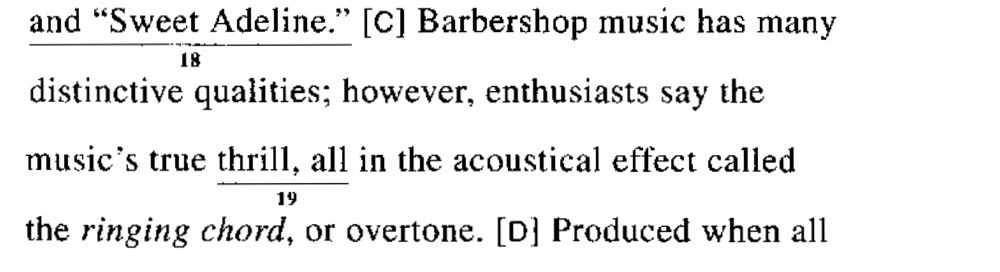 and “Sweet Adeline.” [C] Barbershop music has many
18
distinctive qualities; however, enthusiasts say the
music’s true thrill, all in the acoustical effect called
19
the ringing chord, or overtone. [D] Produced when all